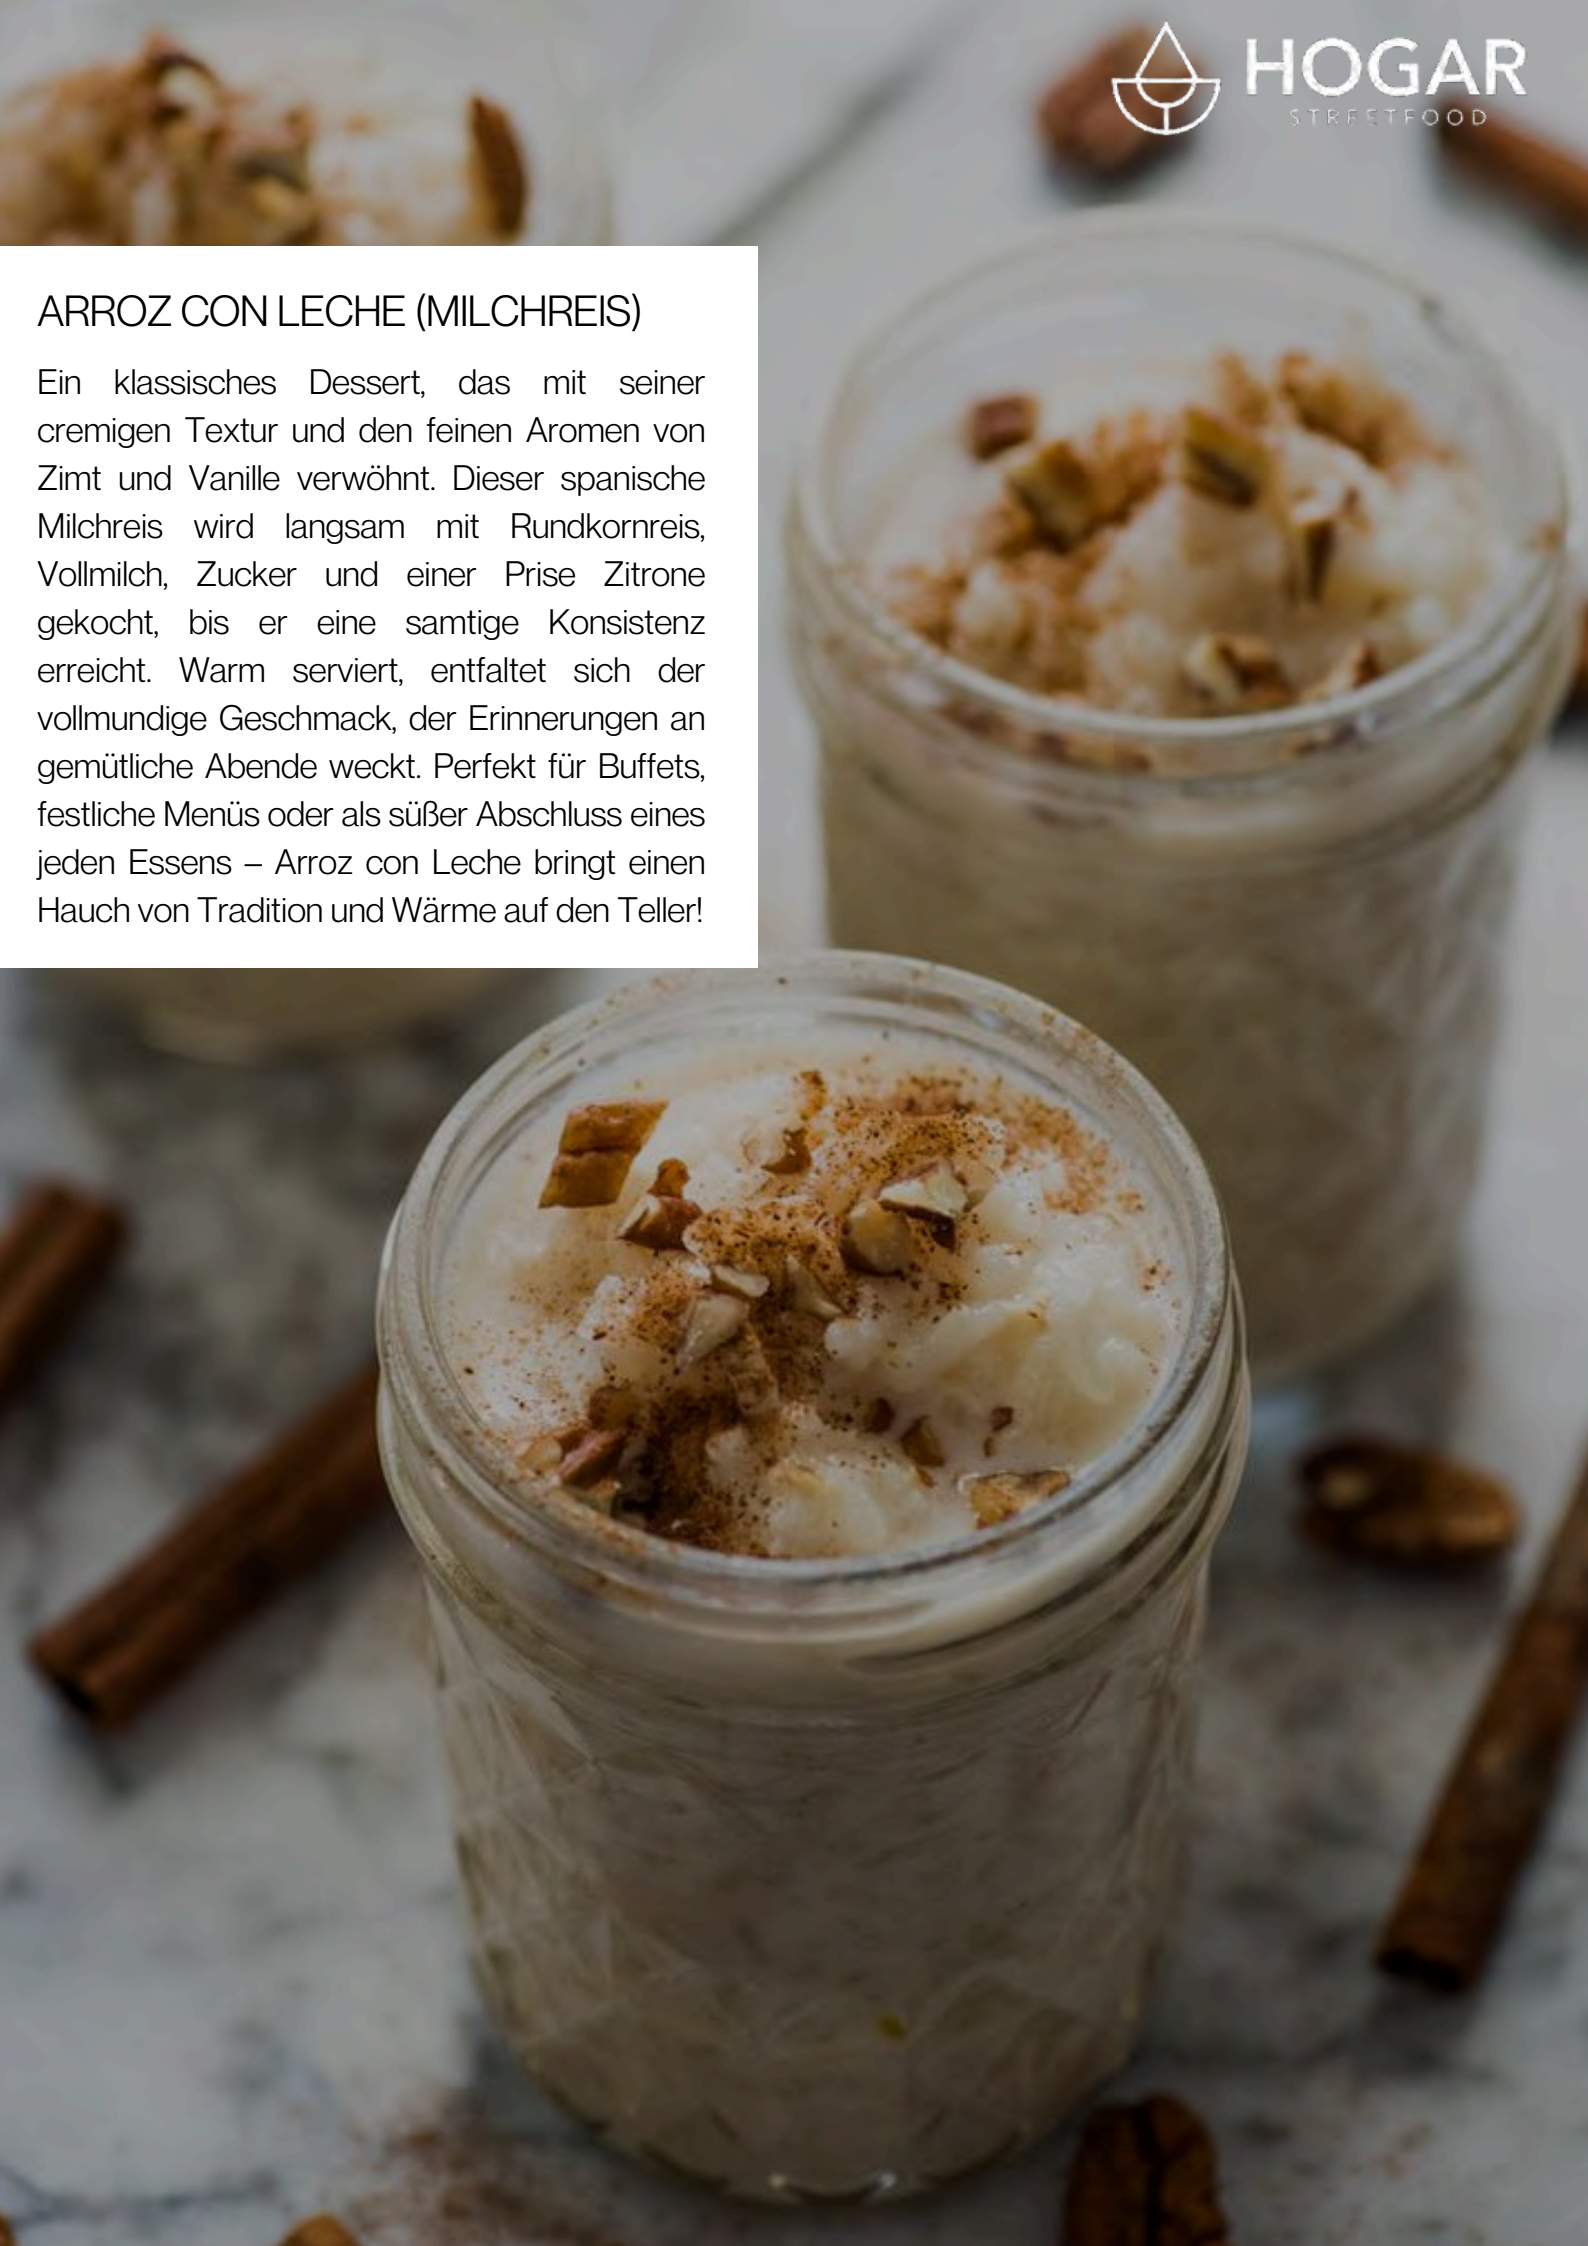 HOGAR
STREETFOOD
ARROZ CON LECHE (MILCHREIS)
Ein klassisches Dessert, das mit seiner
cremigen Textur und den feinen Aromen von
Zimt und Vanille verwöhnt. Dieser spanische
Milchreis wird langsam mit Rundkornreis,
Vollmilch, Zucker und einer Prise Zitrone
gekocht, bis er eine samtige Konsistenz
erreicht. Warm serviert, entfaltet sich der
vollmundige Geschmack, der Erinnerungen an
gemütliche Abende weckt. Perfekt für Buffets,
festliche Menüs oder als süßer Abschluss eines
jeden Essens – Arroz con Leche bringt einen
Hauch von Tradition und Wärme auf den Teller!